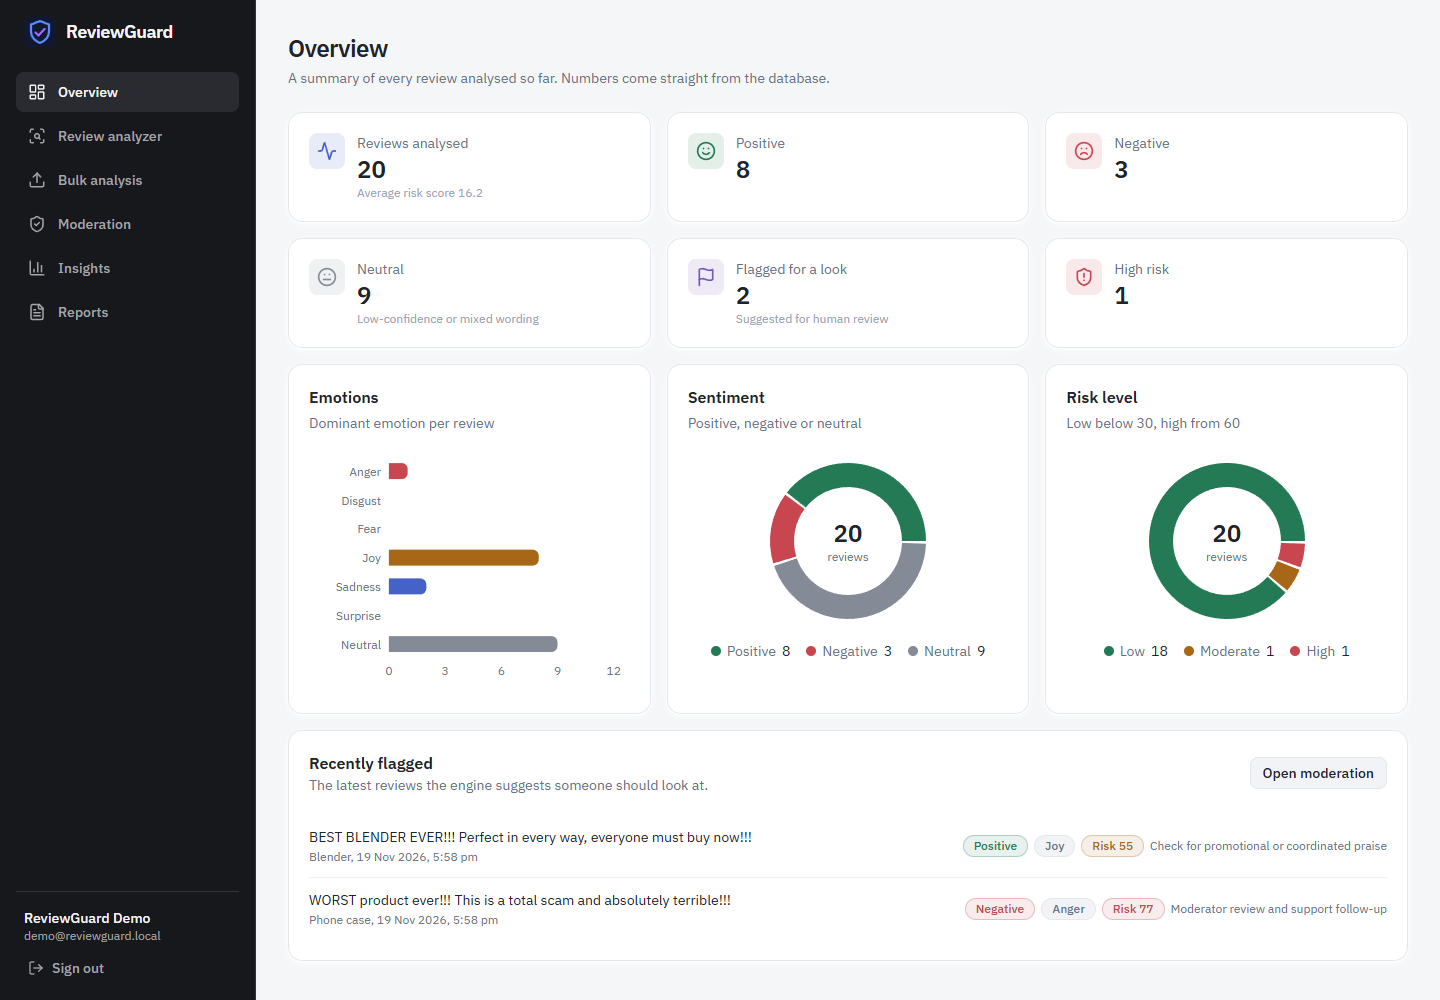 ReviewGuard
Overview
Review analyzer
Bulk analysis
Moderation
Insights
Reports
ReviewGuard Demo
demo@reviewguard.local
Sign out
Overview
A summary of every review analysed so far. Numbers come straight from the database.
Reviews analysed
20
Average risk score 16.2
Positive
8
Negative
3
Neutral
9
Low-confidence or mixed wording
Flagged for a look
2
Suggested for human review
High risk
1
Emotions
Dominant emotion per review
Anger
Disgust
Fear
Joy
Sadness
Surprise
Neutral
0 3 6 9 12
Sentiment
Positive, negative or neutral
20
reviews
Positive 8 Negative 3 Neutral 9
Risk level
Low below 30, high from 60
20
reviews
Low 18 Moderate 1 High 1
Recently flagged
The latest reviews the engine suggests someone should look at.
Open moderation
BEST BLENDER EVER!!! Perfect in every way, everyone must buy now!!!
Blender, 19 Nov 2026, 5:58 pm
Positive Joy Risk 55 Check for promotional or coordinated praise
WORST product ever!!! This is a total scam and absolutely terrible!!!
Phone case, 19 Nov 2026, 5:58 pm
Negative Anger Risk 77 Moderator review and support follow-up